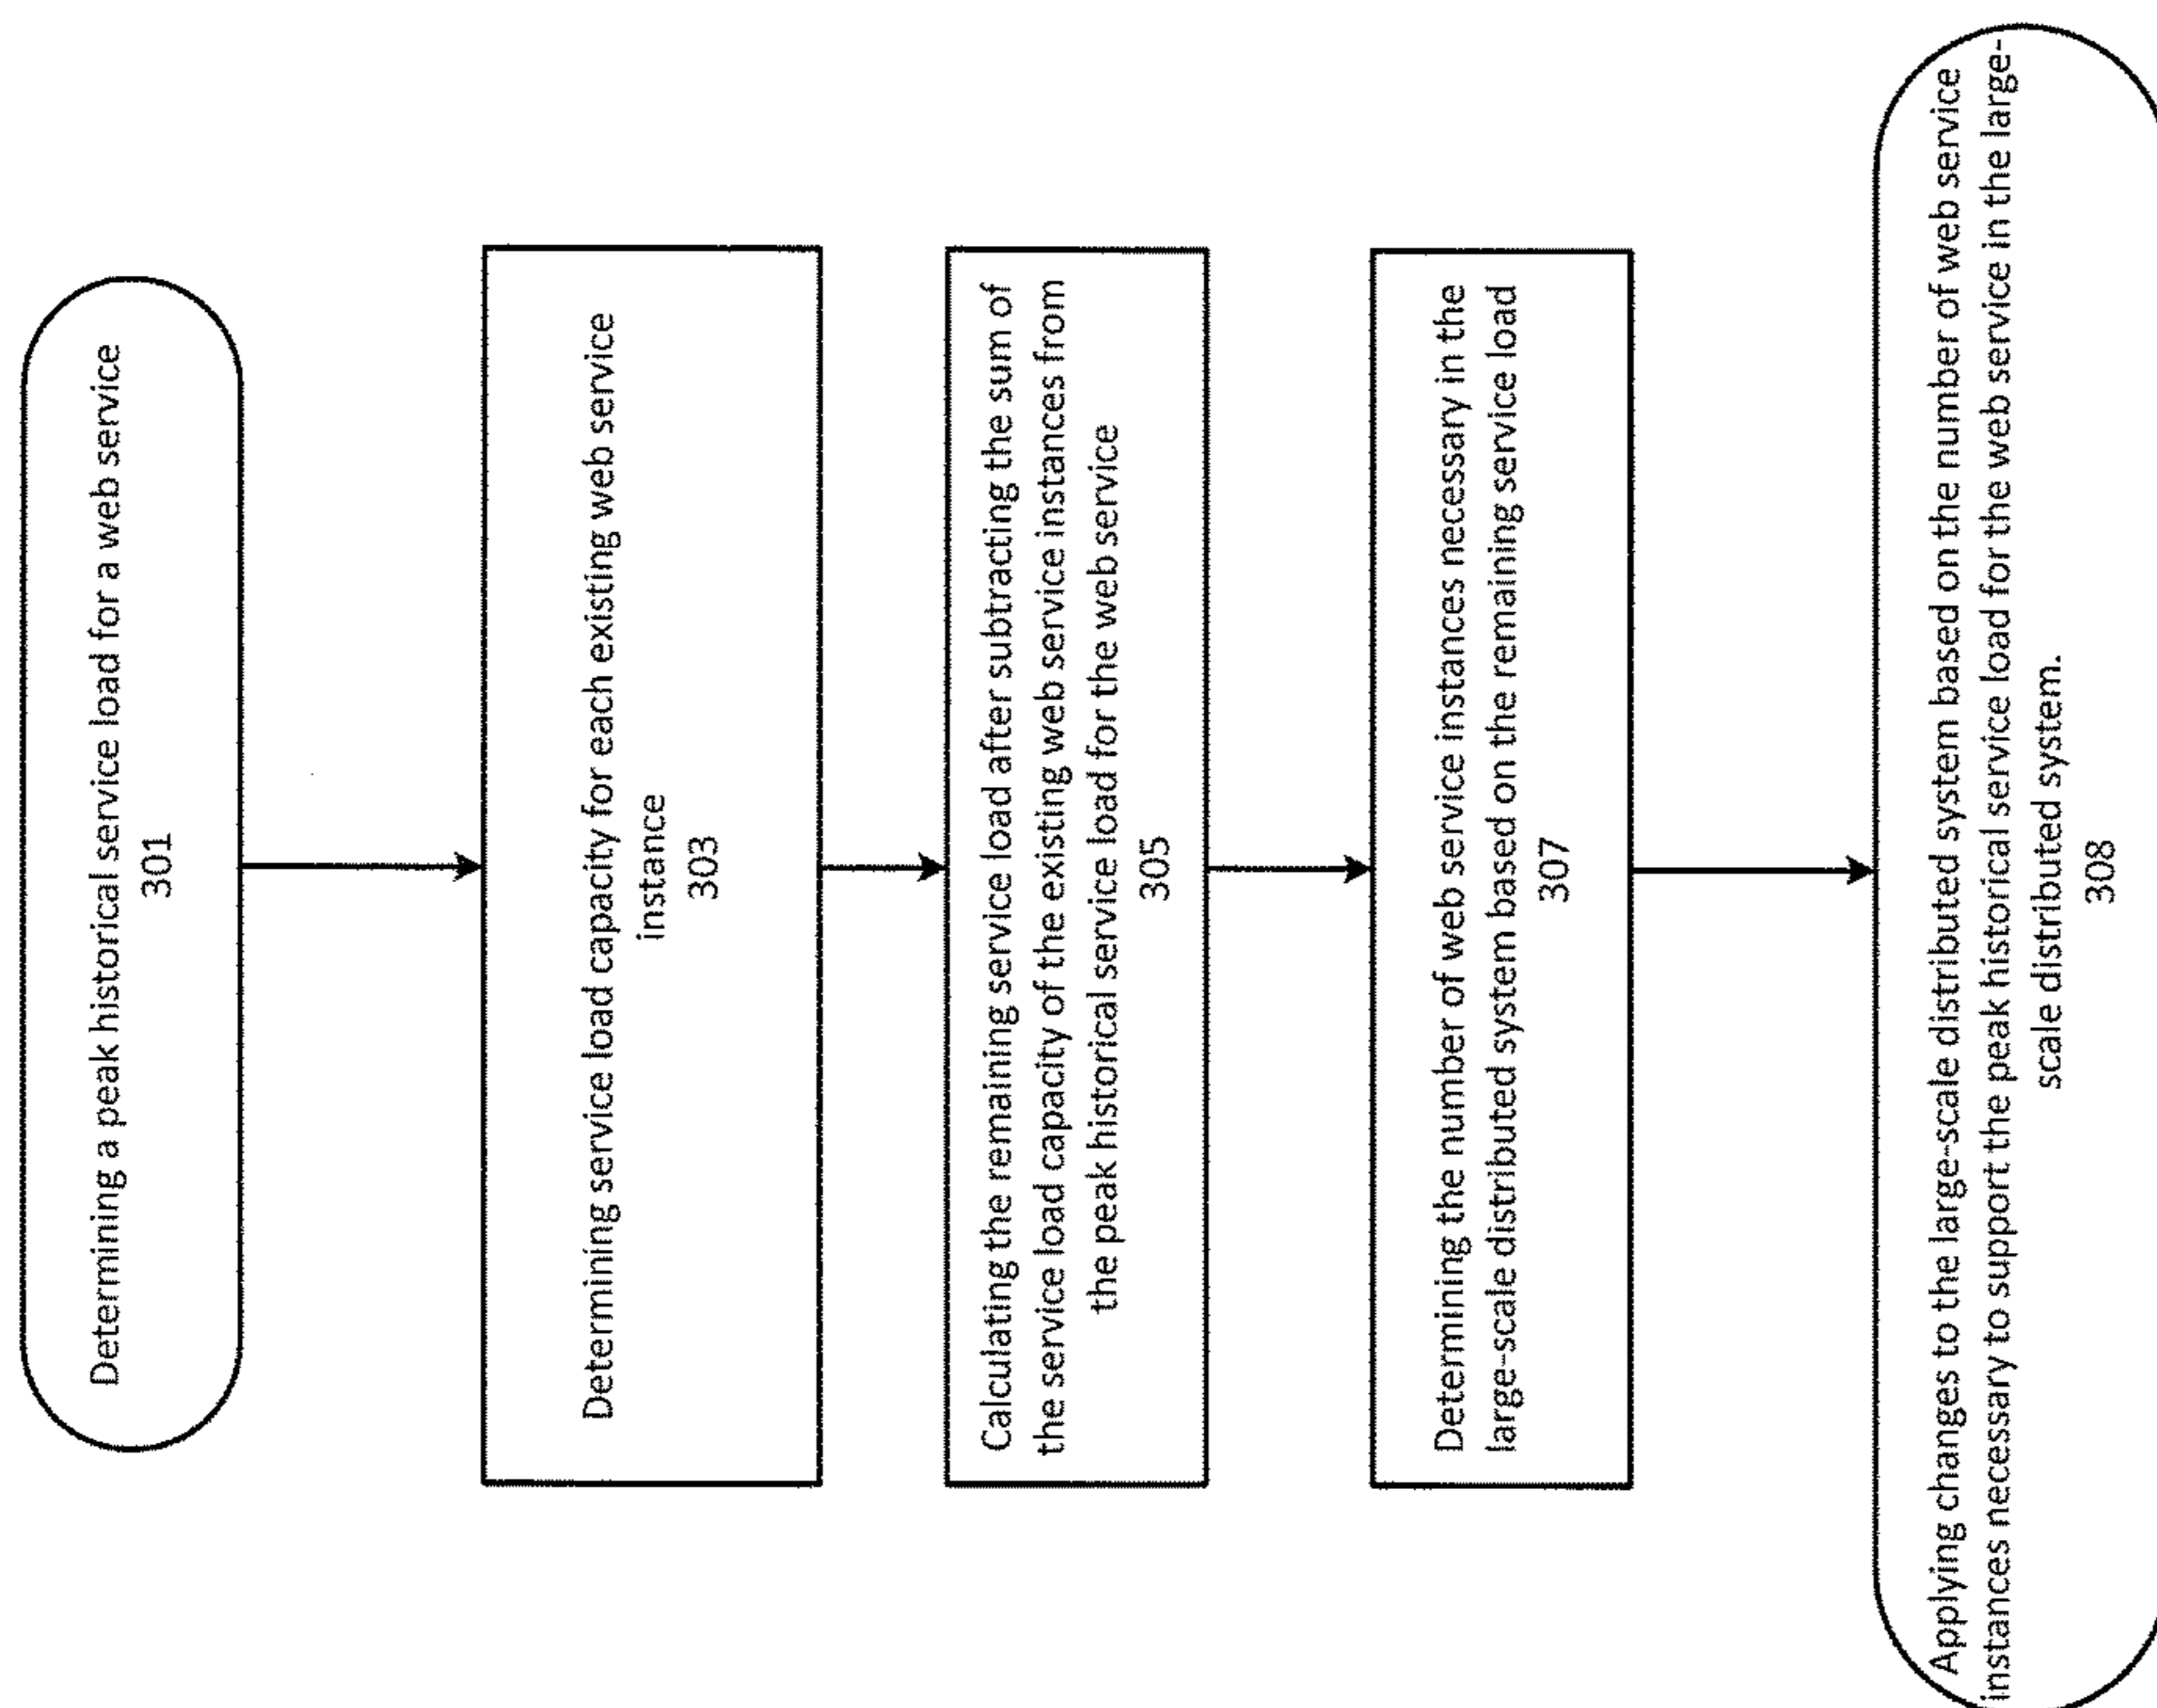 Determining a peak historical service load for a web service
301
Determining service load capacity for each existing web service
instance
303
Calculating the remaining service load after subtracting the sum of
the service load capacity of the existing web service instances from
the peak historical service load for the web service
305
Determining the number of web service instances necessary in the
large-scale distributed system based on the remaining service load
307
Applying changes to the large-scale distributed system based on the number of web service
instances necessary to support the peak historical service load for the web service in the large-
scale distributed system.
308